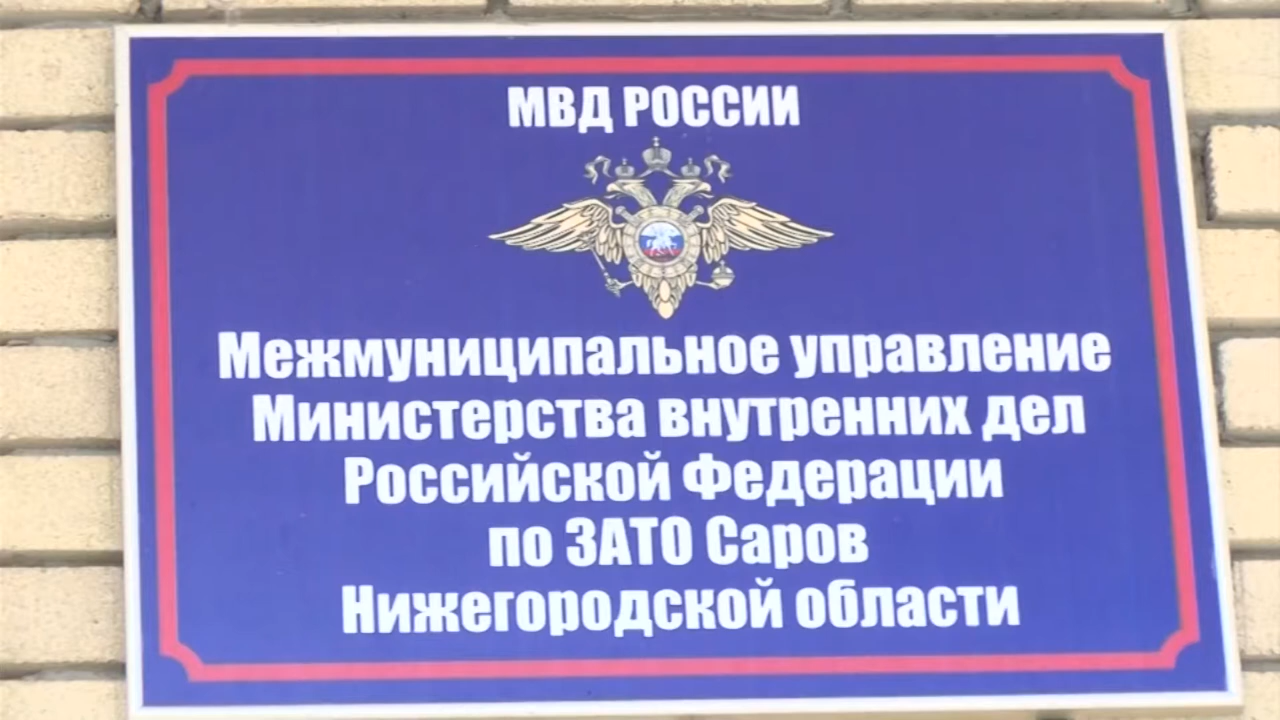 МВД РОССИИ
Межмуниципальное управление
Министерства внутренних дел
Российской Федерации
по ЗАТО Саров
Нижегородской области